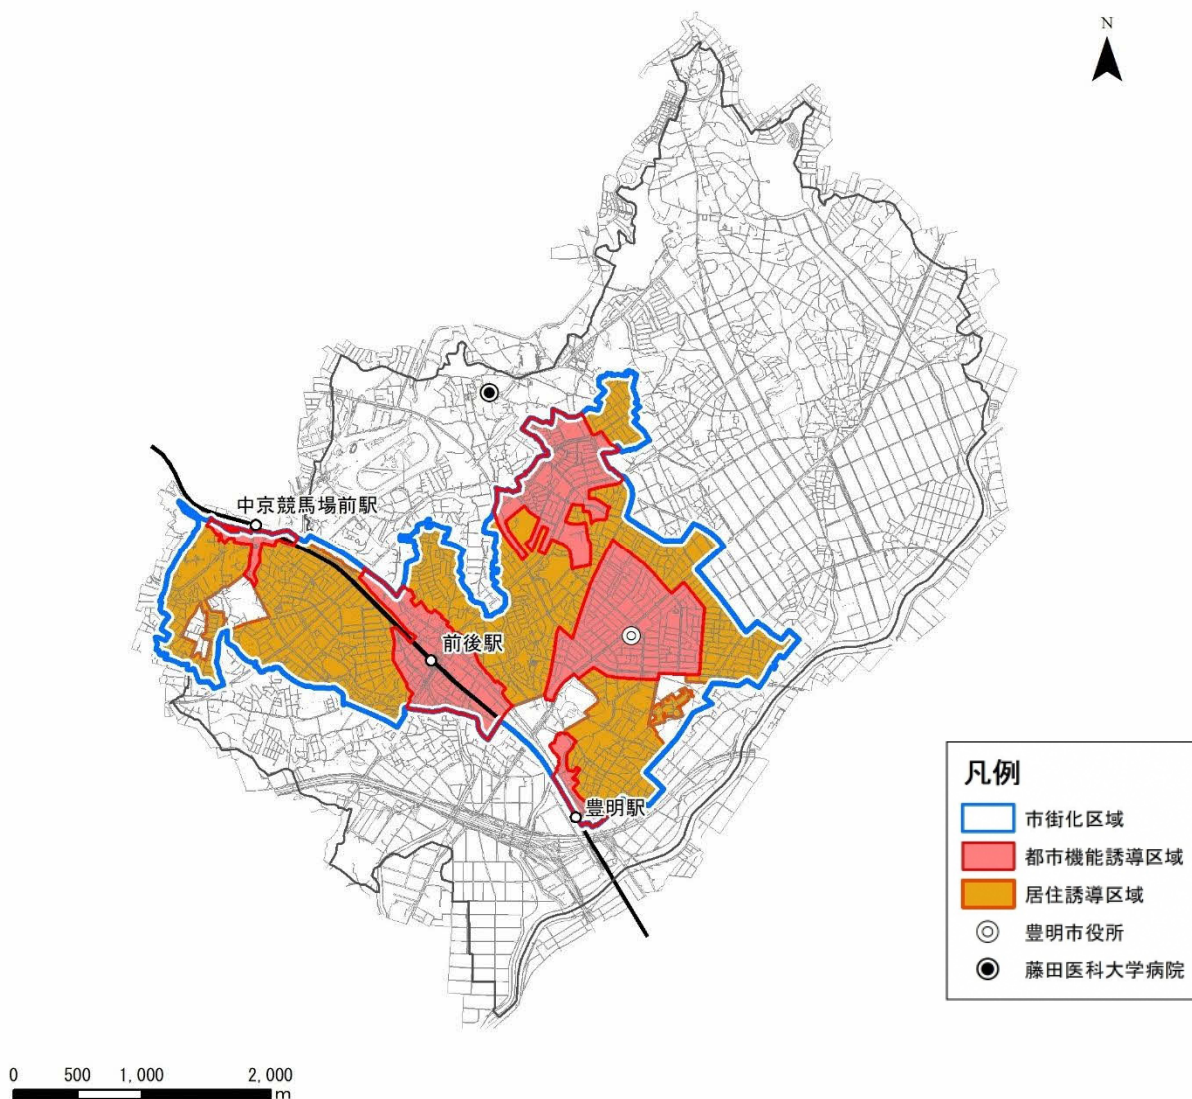 N
中京競馬場前駅
前後駅
豊明駅
凡例
市街化区域
都市機能誘導区域
居住誘導区域
豊明市役所
藤田医科大学病院
0 500 1,000 2,000
m